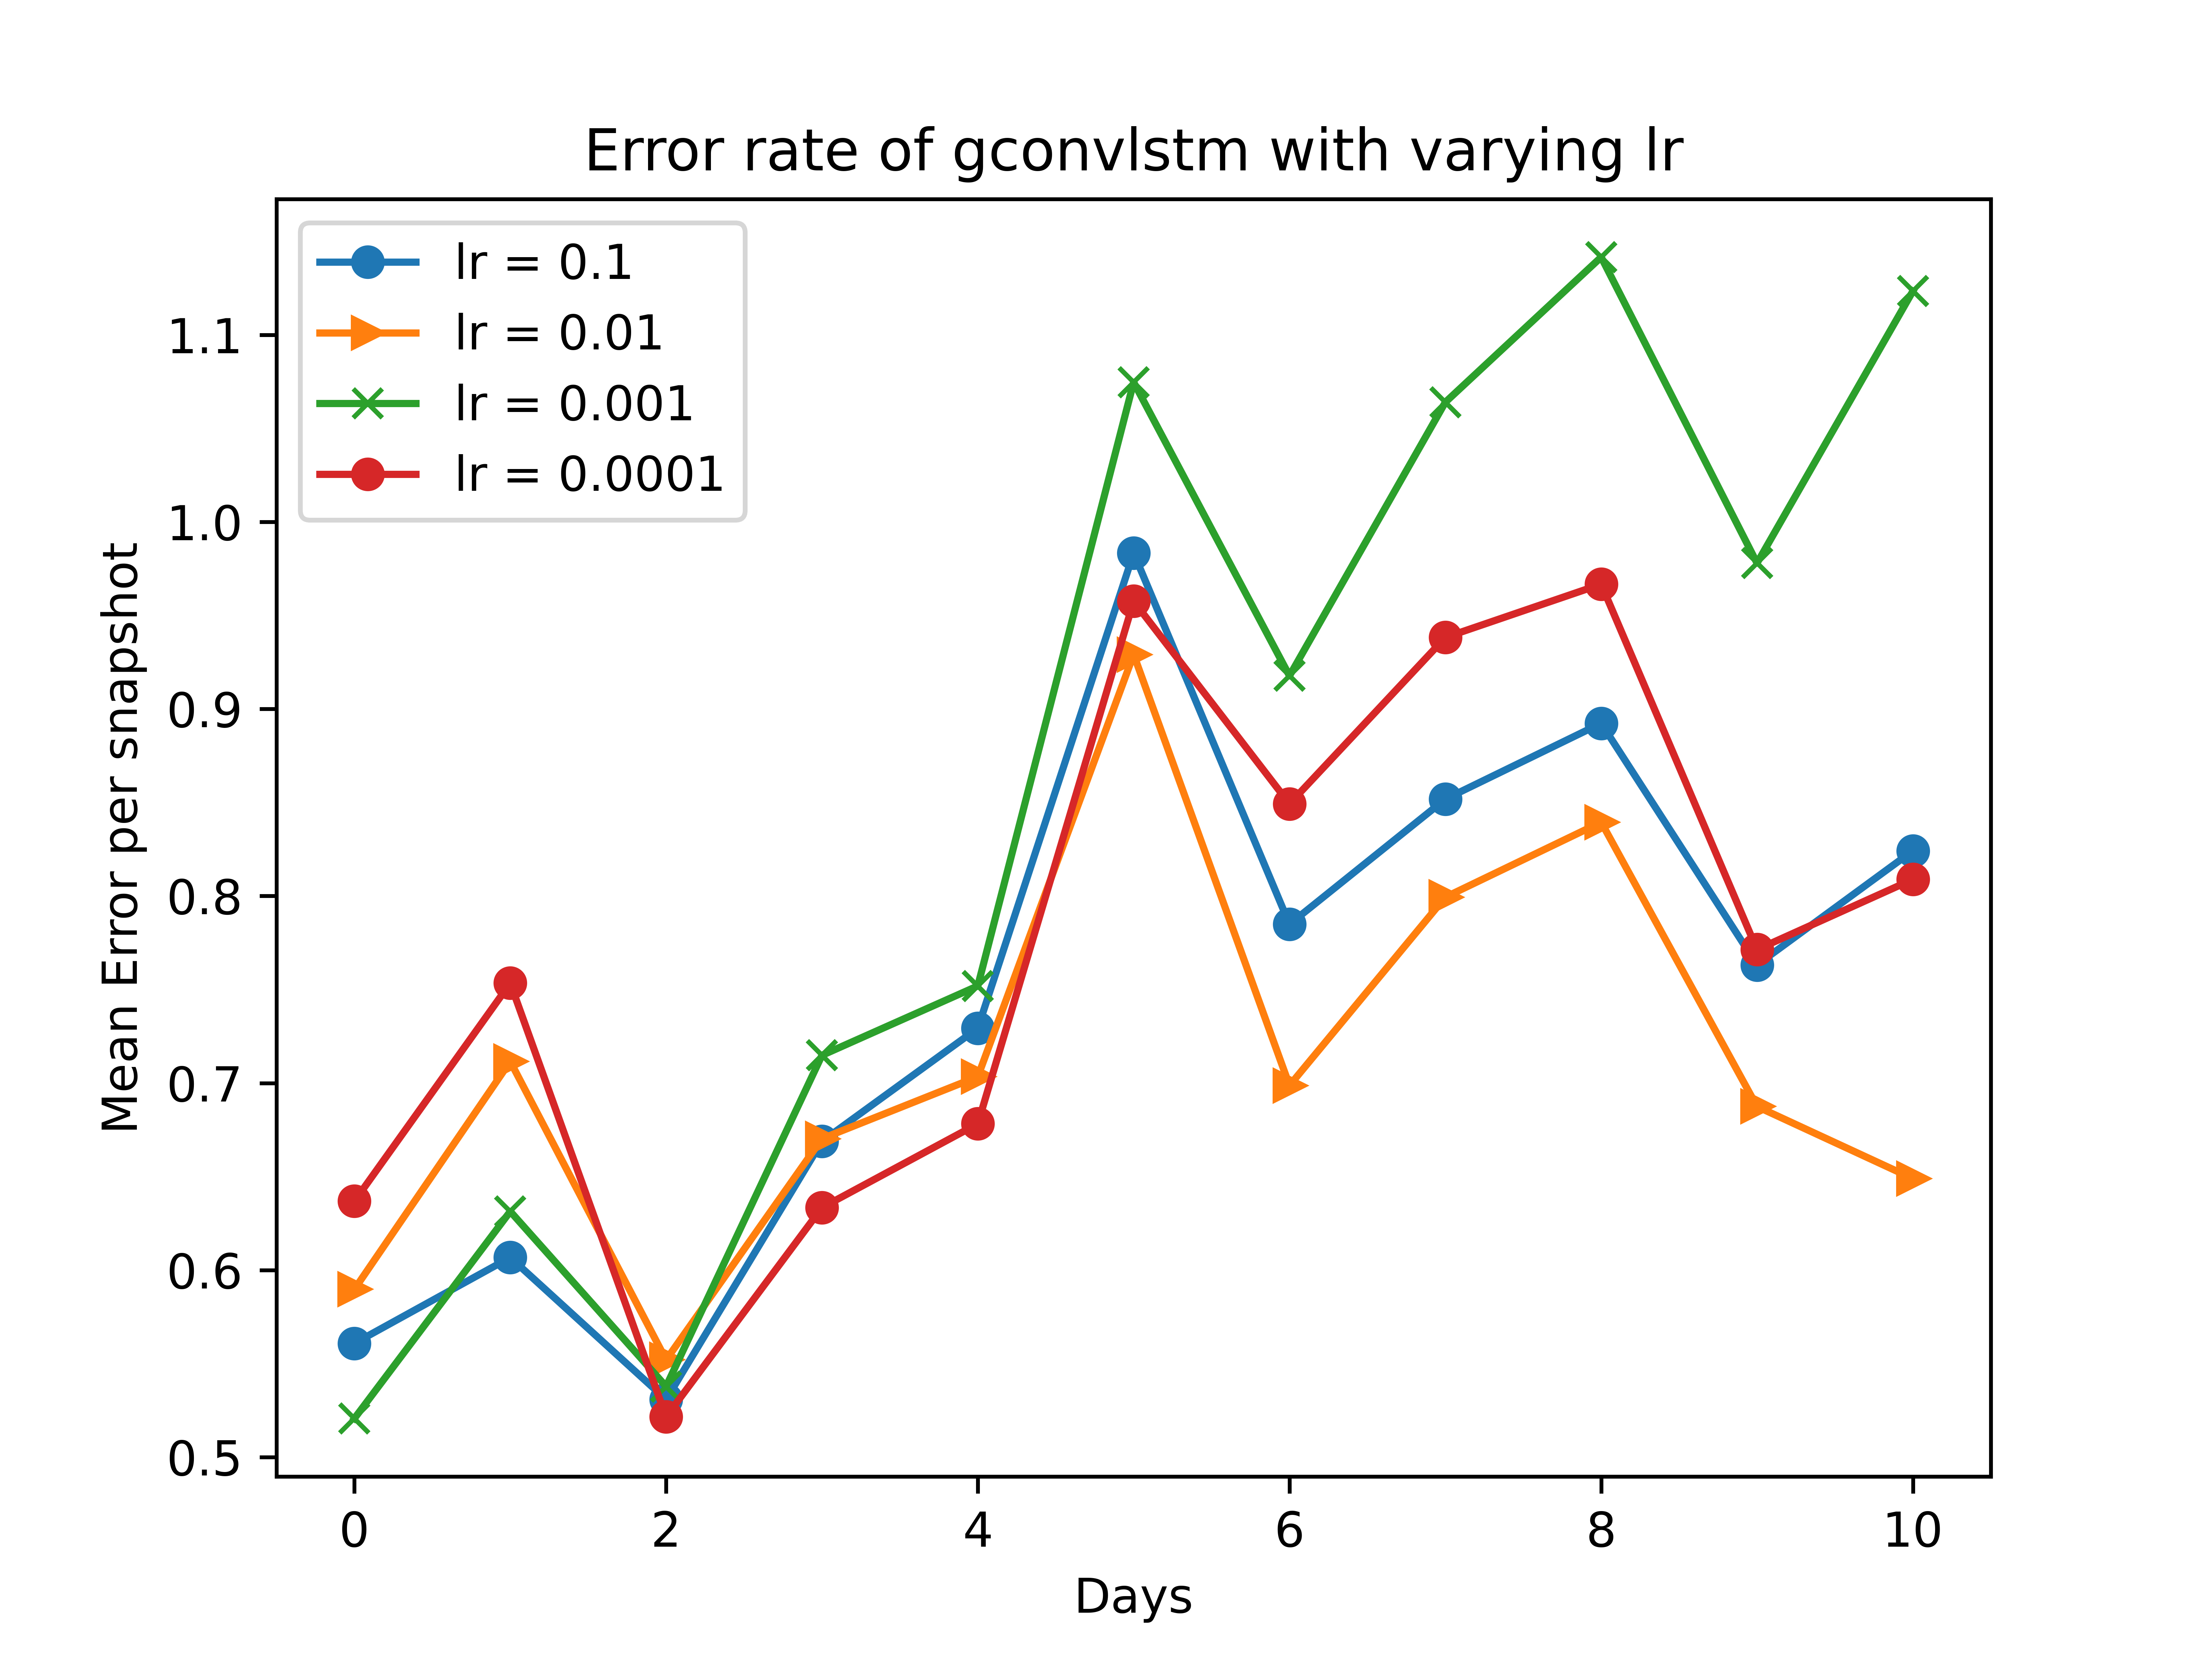 Error rate of gconvlstm with varying lr
lr = 0.1
lr = 0.01
lr = 0.001
lr = 0.0001
Mean Error per snapshot
1.1
1.0
0.9
0.8
0.7
0.6
0.5
0 2 4 6 8 10
Days